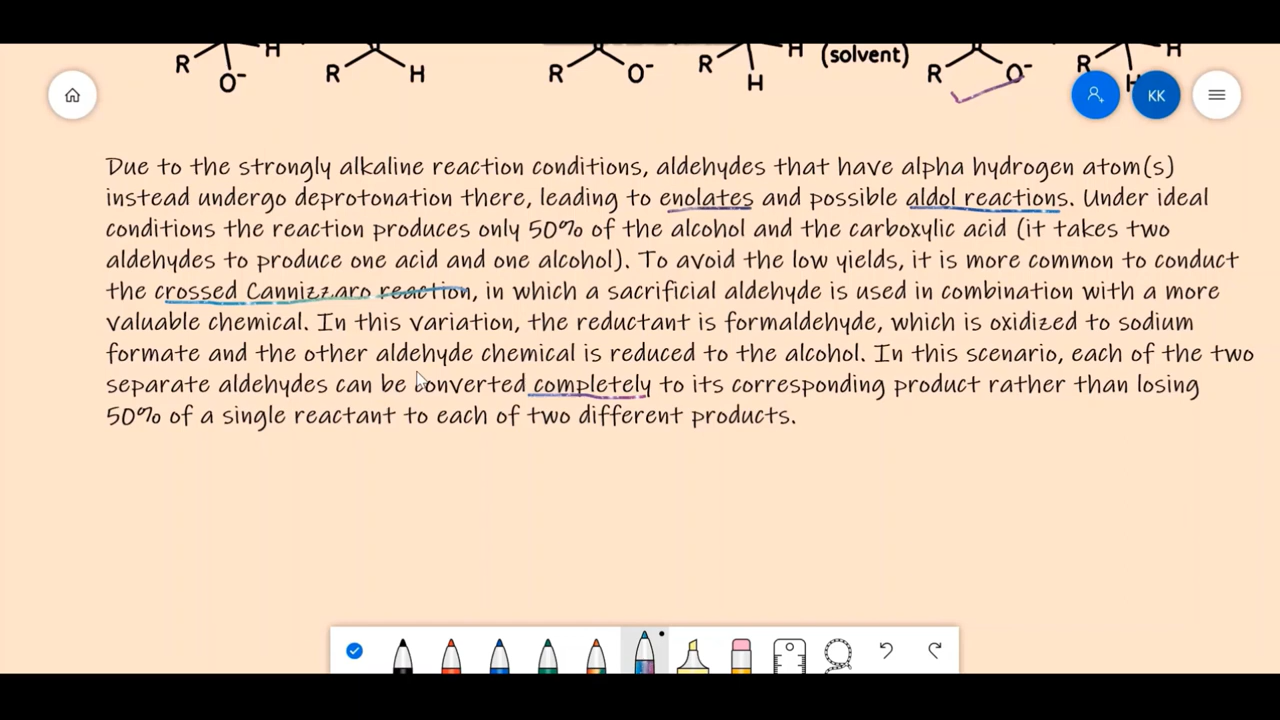 R H O⁻ R H R O⁻ R H H (solvent) R O⁻ R H H
KK
Due to the strongly alkaline reaction conditions, aldehydes that have alpha hydrogen atom(s)
instead undergo deprotonation there, leading to enolates and possible aldol reactions. Under ideal
conditions the reaction produces only 50% of the alcohol and the carboxylic acid (it takes two
aldehydes to produce one acid and one alcohol). To avoid the low yields, it is more common to conduct
the crossed Cannizzaro reaction, in which a sacrificial aldehyde is used in combination with a more
valuable chemical. In this variation, the reductant is formaldehyde, which is oxidized to sodium
formate and the other aldehyde chemical is reduced to the alcohol. In this scenario, each of the two
separate aldehydes can be converted completely to its corresponding product rather than losing
50% of a single reactant to each of two different products.